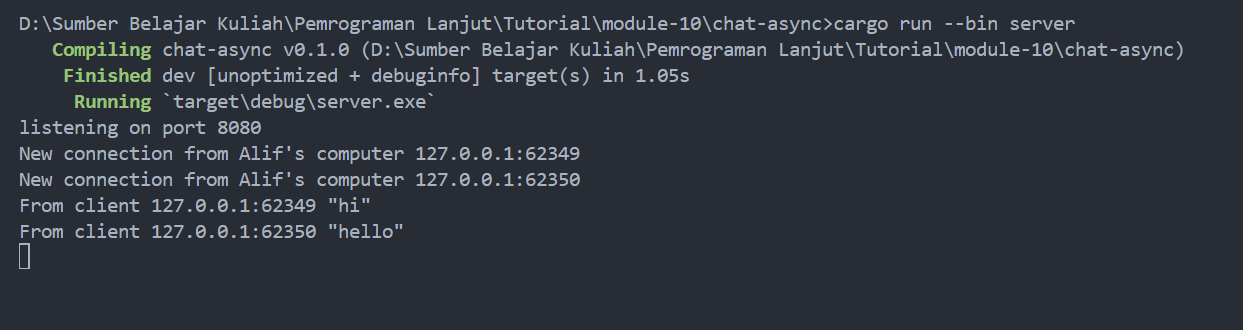 D:\Sumber Belajar Kuliah\Pemrograman Lanjut\Tutorial\module-10\chat-async>cargo run --bin server
Compiling chat-async v0.1.0 (D:\Sumber Belajar Kuliah\Pemrograman Lanjut\Tutorial\module-10\chat-async)
Finished dev [unoptimized + debuginfo] target(s) in 1.05s
Running `target\debug\server.exe`
listening on port 8080
New connection from Alif's computer 127.0.0.1:62349
New connection from Alif's computer 127.0.0.1:62350
From client 127.0.0.1:62349 "hi"
From client 127.0.0.1:62350 "hello"